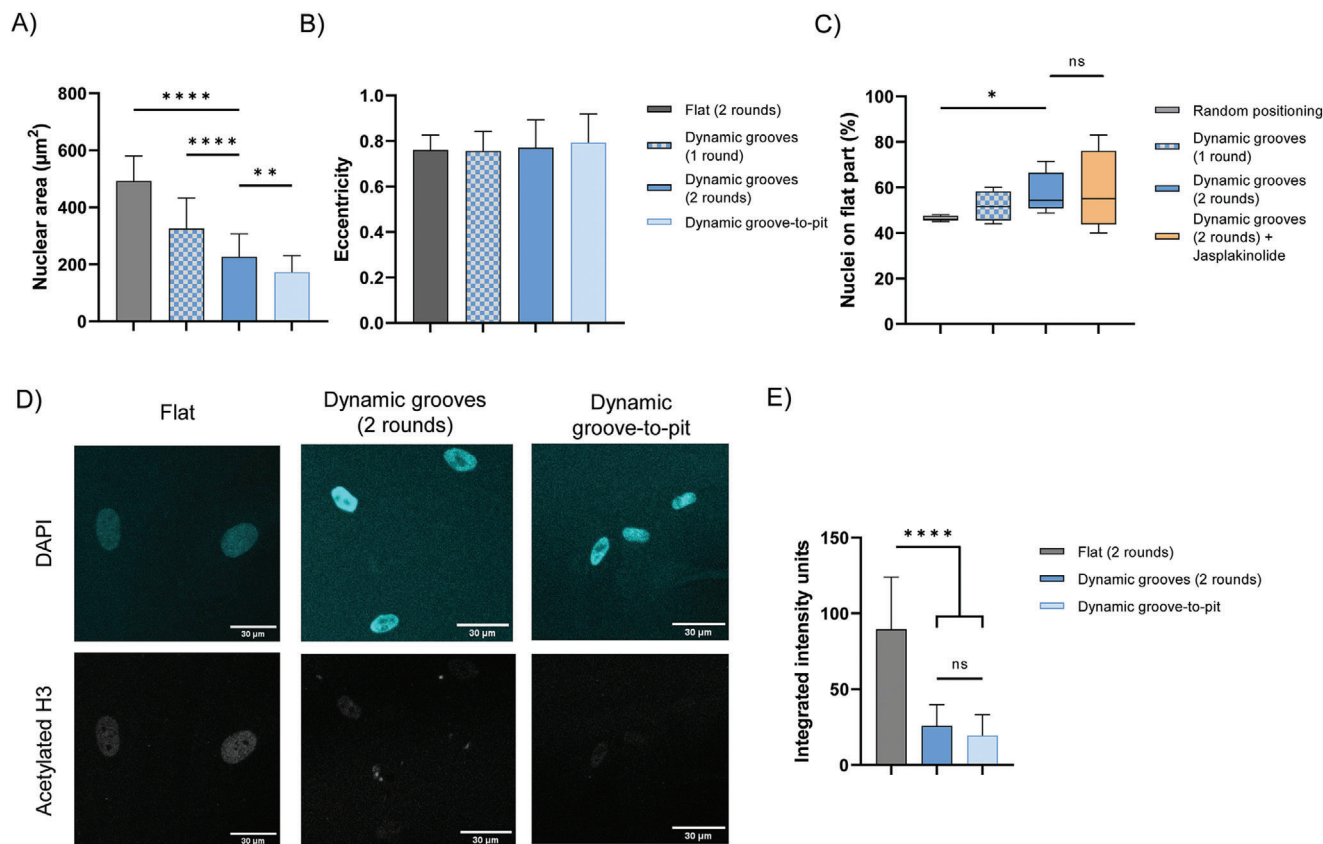 A)
B)
C)
Nuclear area (µm²)
800
600
400
200
0
****
****
**
Eccentricity
1.0
0.8
0.6
0.4
0.2
0.0
Flat (2 rounds)
Dynamic grooves
(1 round)
Dynamic grooves
(2 rounds)
Dynamic groove-to-pit
Nuclei on flat part (%)
100
80
60
40
20
0
*
ns
Random positioning
Dynamic grooves
(1 round)
Dynamic grooves
(2 rounds)
Dynamic grooves
(2 rounds) +
Jasplakinolide
D)
Flat
Dynamic grooves
(2 rounds)
Dynamic
groove-to-pit
DAPI
30 µm
30 µm
30 µm
Acetylated H3
30 µm
30 µm
30 µm
E)
Integrated intensity units
150
100
50
0
****
ns
Flat (2 rounds)
Dynamic grooves (2 rounds)
Dynamic groove-to-pit